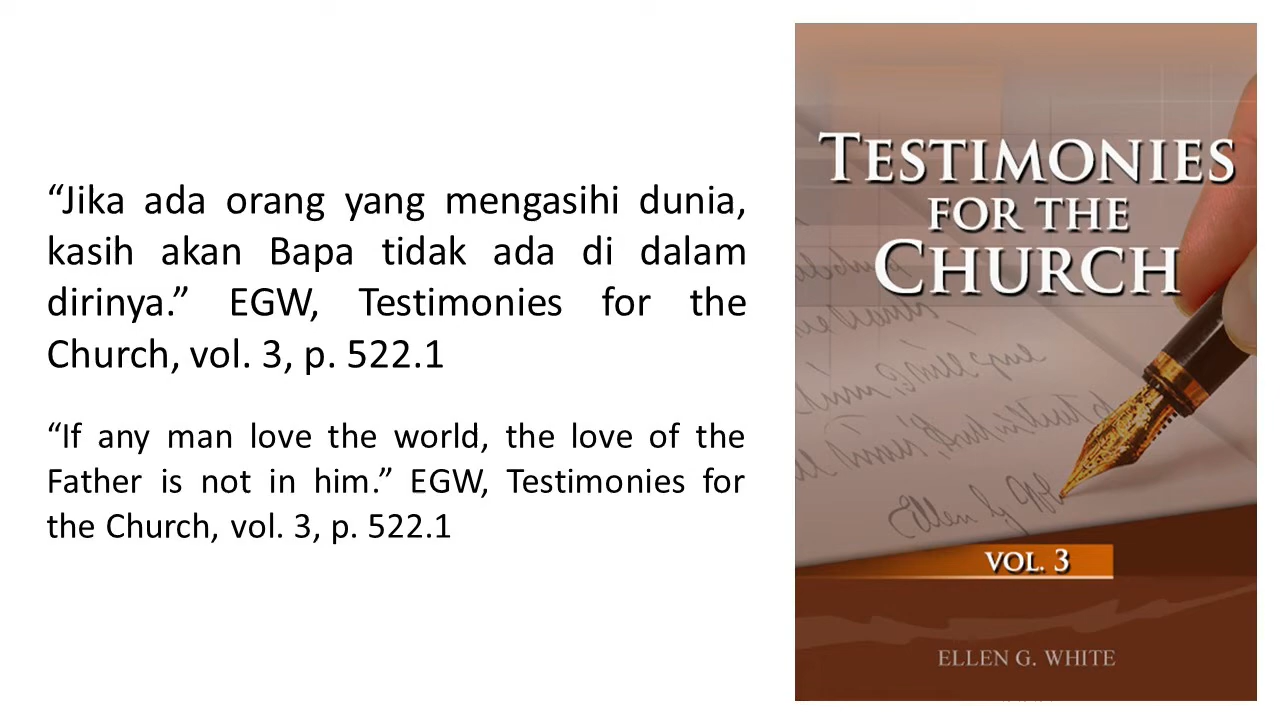 “Jika ada orang yang mengasihi dunia,
kasih akan Bapa tidak ada di dalam
dirinya.” EGW, Testimonies for the
Church, vol. 3, p. 522.1
“If any man love the world, the love of the
Father is not in him.” EGW, Testimonies for
the Church, vol. 3, p. 522.1
TESTIMONIES
FOR THE
CHURCH
VOL. 3
ELLEN G. WHITE